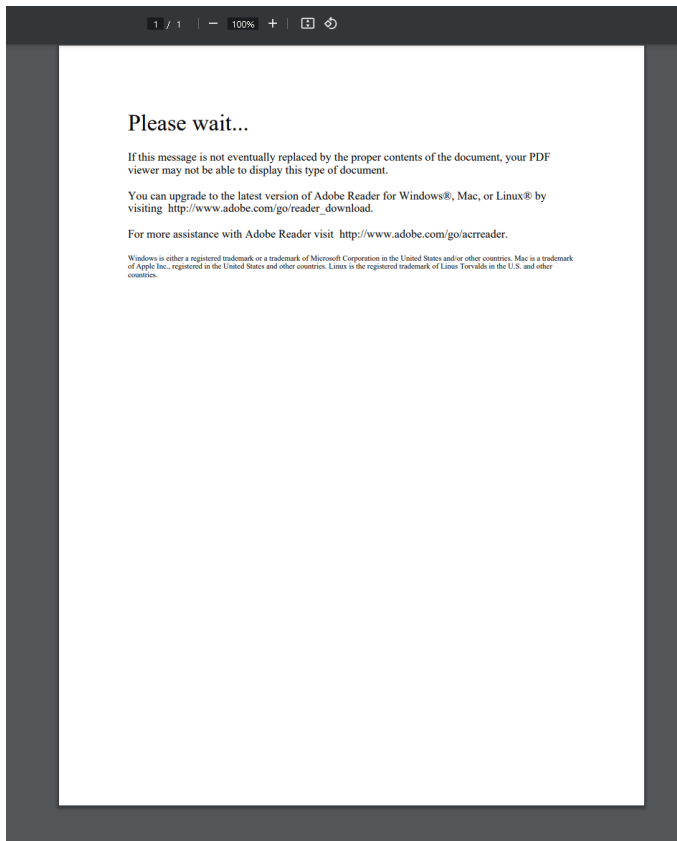 1 / 1 — 100% +
Please wait...
If this message is not eventually replaced by the proper contents of the document, your PDF
viewer may not be able to display this type of document.
You can upgrade to the latest version of Adobe Reader for Windows®, Mac, or Linux® by
visiting http://www.adobe.com/go/reader_download.
For more assistance with Adobe Reader visit http://www.adobe.com/go/acrreader.
Windows is either a registered trademark or a trademark of Microsoft Corporation in the United States and/or other countries. Mac is a trademark
of Apple Inc., registered in the United States and other countries. Linux is the registered trademark of Linus Torvalds in the U.S. and other
countries.